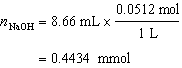 n_NaOH = 8.66 mL × 0.0512 mol / 1 L
= 0.4434 mmol